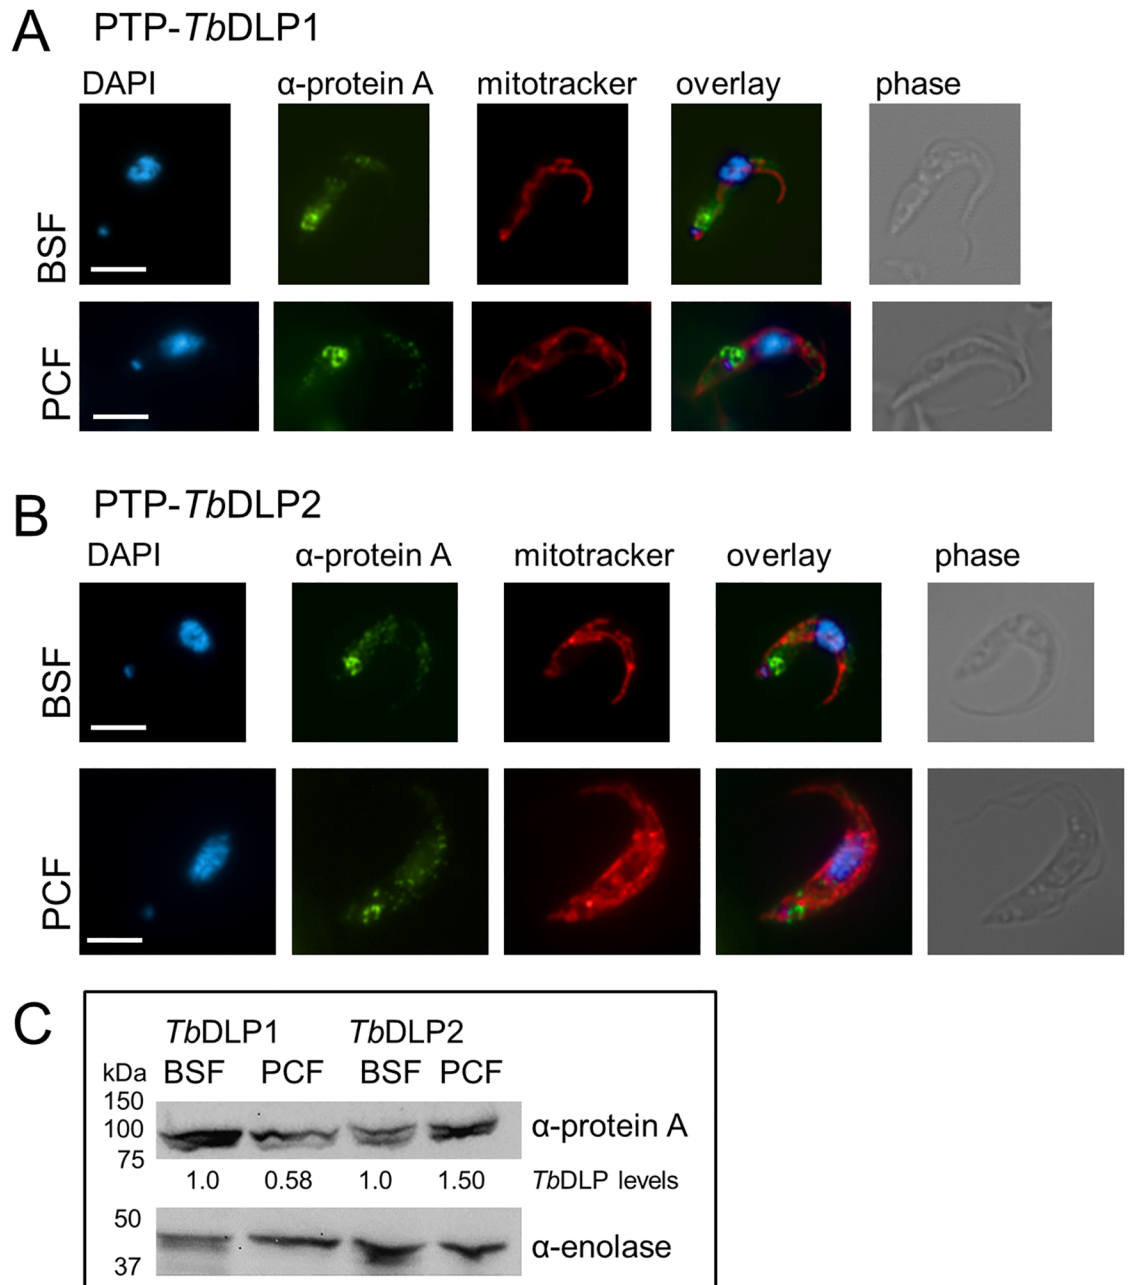 A PTP-TbDLP1
DAPI α-protein A mitotracker overlay phase
BSF
PCF
B PTP-TbDLP2
DAPI α-protein A mitotracker overlay phase
BSF
PCF
C
TbDLP1 TbDLP2
kDa BSF PCF BSF PCF
150
100 α-protein A
75
1.0 0.58 1.0 1.50 TbDLP levels
50
α-enolase
37